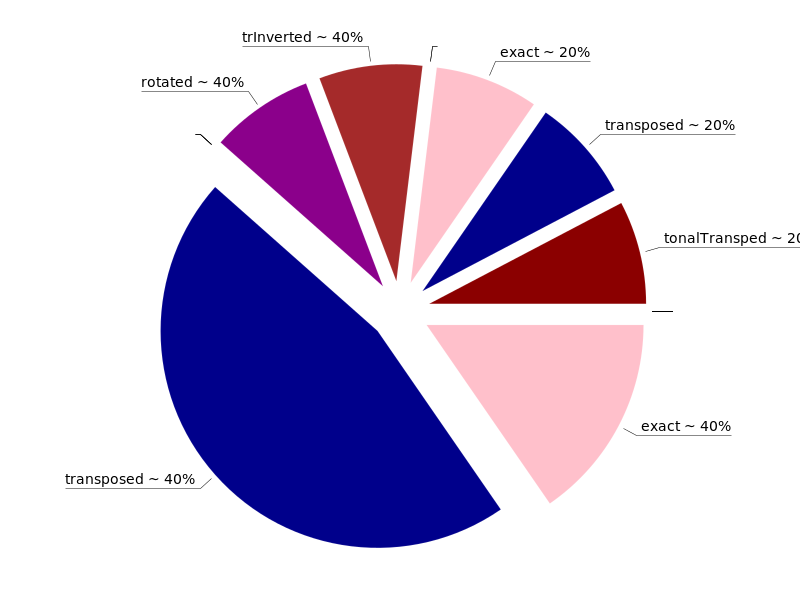 trInverted ~ 40%
exact ~ 20%
rotated ~ 40%
transposed ~ 20%
tonalTransped ~ 20
exact ~ 40%
transposed ~ 40%